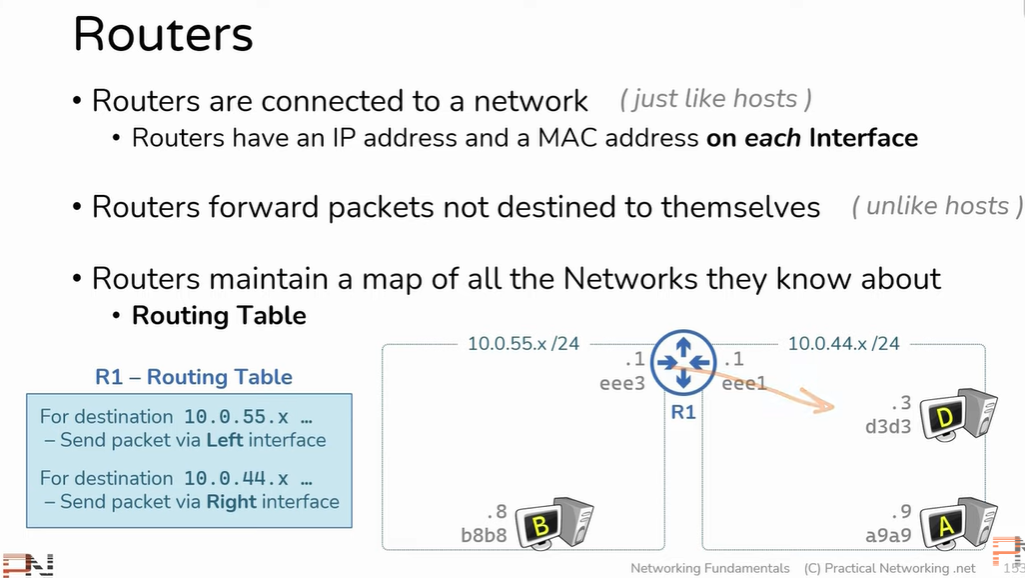 Routers
• Routers are connected to a network ( just like hosts )
• Routers have an IP address and a MAC address on each Interface
• Routers forward packets not destined to themselves ( unlike hosts )
• Routers maintain a map of all the Networks they know about
• Routing Table
R1 – Routing Table
For destination 10.0.55.x …
– Send packet via Left interface
For destination 10.0.44.x …
– Send packet via Right interface
10.0.55.x /24
10.0.44.x /24
.1
eee3
.1
eee1
R1
.3
d3d3
D
.8
b8b8
B
.9
a9a9
A
Networking Fundamentals (C) Practical Networking .net 153